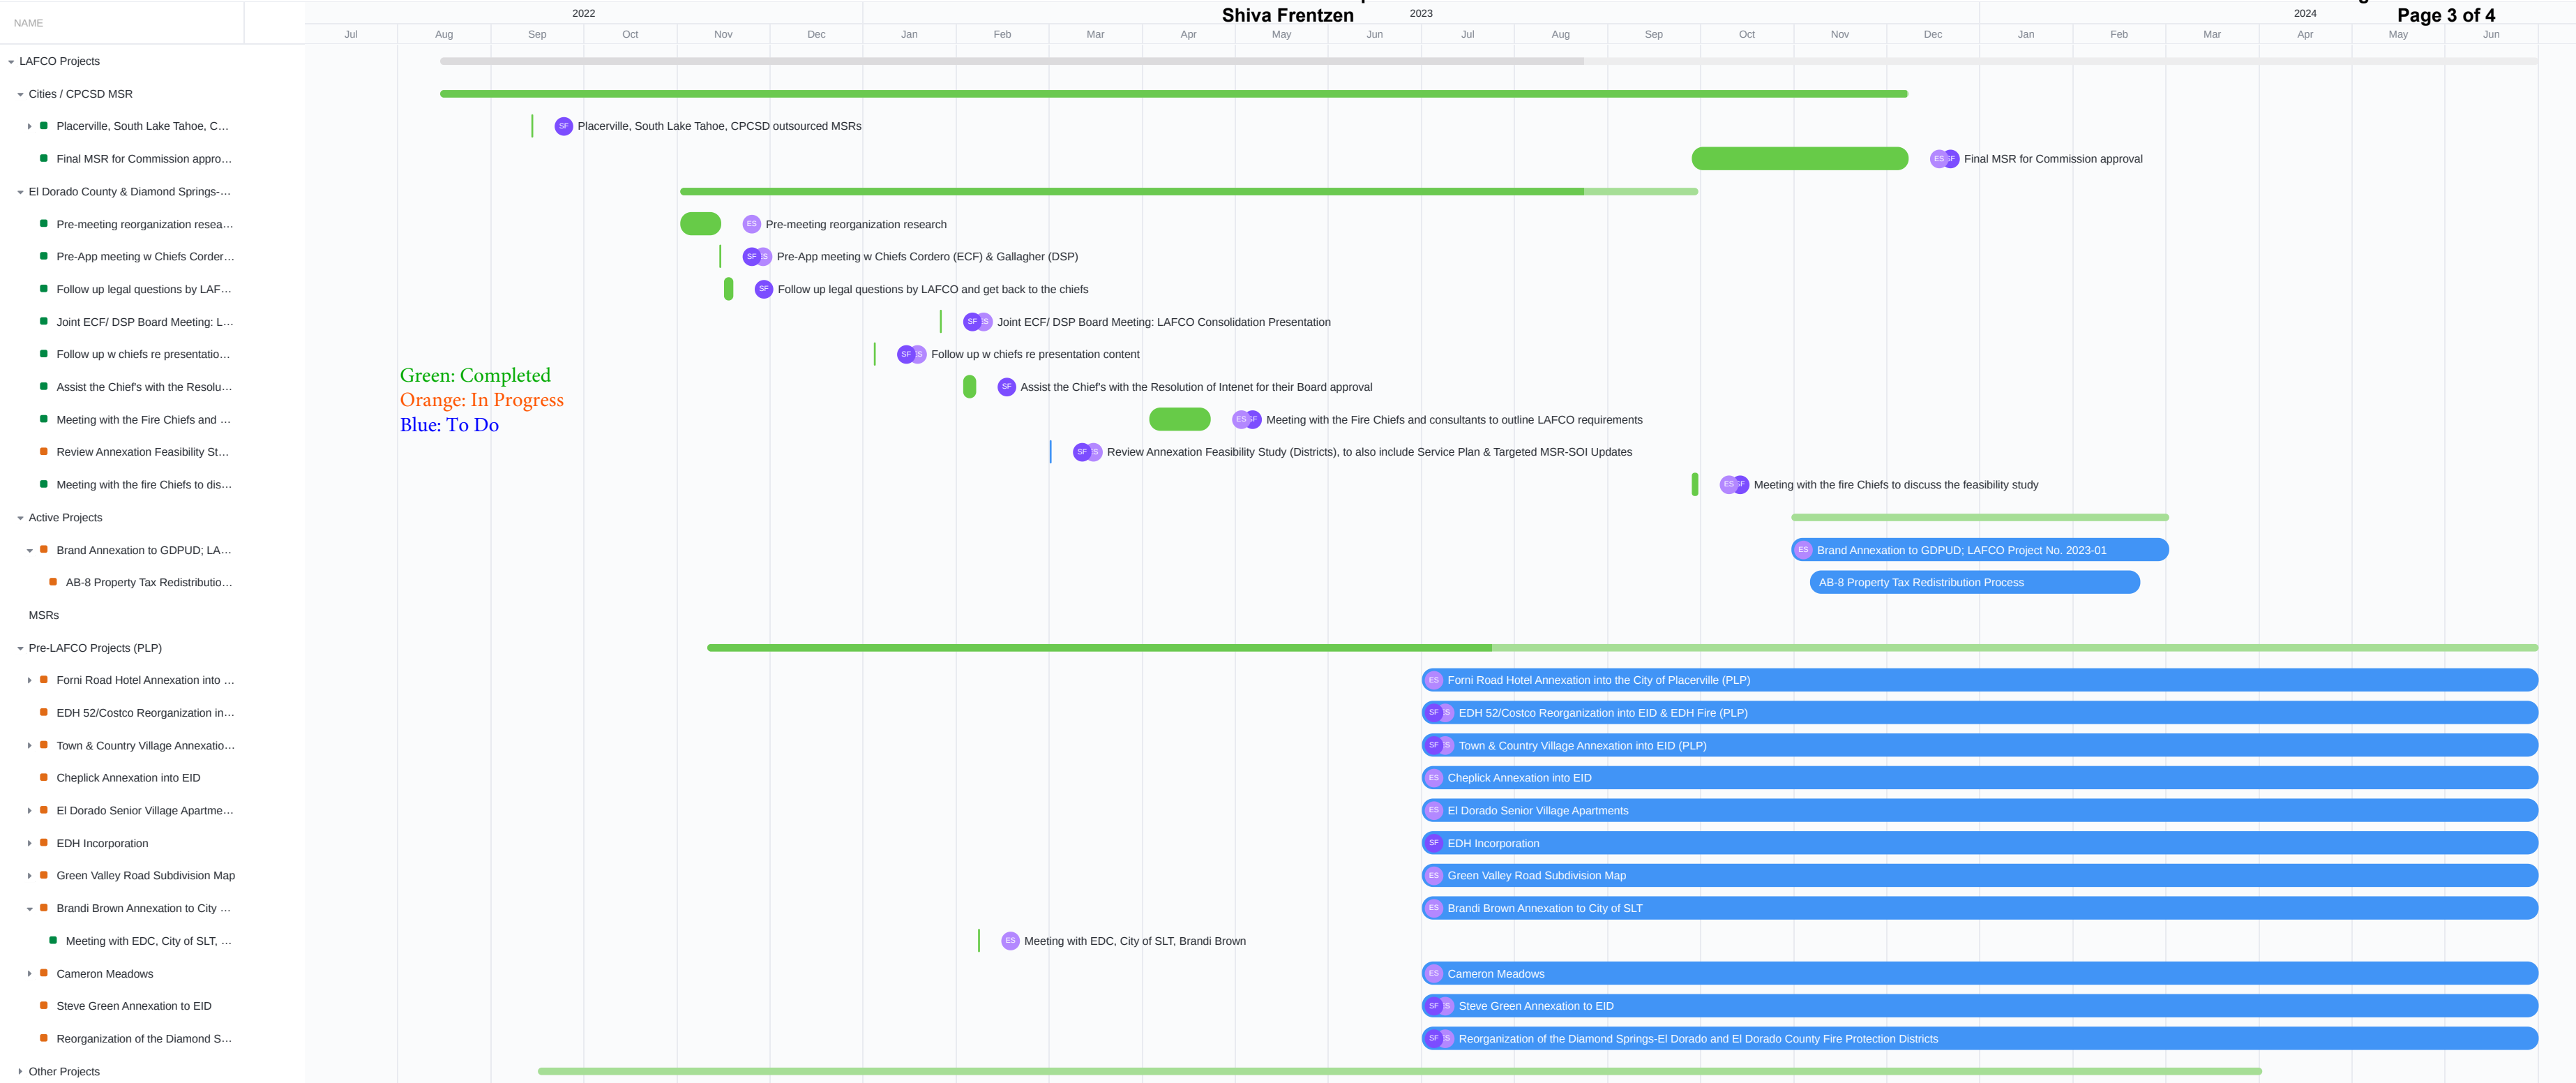 Shiva Frentzen
Page 3 of 4
NAME
2022 2023 2024
Jul Aug Sep Oct Nov Dec Jan Feb Mar Apr May Jun Jul Aug Sep Oct Nov Dec Jan Feb Mar Apr May Jun
LAFCO Projects
Cities / CPCSD MSR
Placerville, South Lake Tahoe, C... SF Placerville, South Lake Tahoe, CPCSD outsourced MSRs
Final MSR for Commission appro... ES SF Final MSR for Commission approval
El Dorado County & Diamond Springs-...
Pre-meeting reorganization resea... ES Pre-meeting reorganization research
Pre-App meeting w Chiefs Corder... SF ES Pre-App meeting w Chiefs Cordero (ECF) & Gallagher (DSP)
Follow up legal questions by LAF... SF Follow up legal questions by LAFCO and get back to the chiefs
Joint ECF/ DSP Board Meeting: L... SF ES Joint ECF/ DSP Board Meeting: LAFCO Consolidation Presentation
Follow up w chiefs re presentatio... SF ES Follow up w chiefs re presentation content
Green: Completed
Assist the Chief's with the Resolu... SF Assist the Chief's with the Resolution of Intenet for their Board approval
Orange: In Progress
Meeting with the Fire Chiefs and ... ES SF Meeting with the Fire Chiefs and consultants to outline LAFCO requirements
Blue: To Do
Review Annexation Feasibility St... SF ES Review Annexation Feasibility Study (Districts), to also include Service Plan & Targeted MSR-SOI Updates
Meeting with the fire Chiefs to dis... ES SF Meeting with the fire Chiefs to discuss the feasibility study
Active Projects
Brand Annexation to GDPUD; LA... ES Brand Annexation to GDPUD; LAFCO Project No. 2023-01
AB-8 Property Tax Redistributio... AB-8 Property Tax Redistribution Process
MSRs
Pre-LAFCO Projects (PLP)
Forni Road Hotel Annexation into ... ES Forni Road Hotel Annexation into the City of Placerville (PLP)
EDH 52/Costco Reorganization in... SF ES EDH 52/Costco Reorganization into EID & EDH Fire (PLP)
Town & Country Village Annexatio... SF ES Town & Country Village Annexation into EID (PLP)
Cheplick Annexation into EID ES Cheplick Annexation into EID
El Dorado Senior Village Apartme... ES El Dorado Senior Village Apartments
EDH Incorporation SF EDH Incorporation
Green Valley Road Subdivision Map ES Green Valley Road Subdivision Map
Brandi Brown Annexation to City ... ES Brandi Brown Annexation to City of SLT
Meeting with EDC, City of SLT, ... ES Meeting with EDC, City of SLT, Brandi Brown
Cameron Meadows ES Cameron Meadows
Steve Green Annexation to EID SF ES Steve Green Annexation to EID
Reorganization of the Diamond S... SF ES Reorganization of the Diamond Springs-El Dorado and El Dorado County Fire Protection Districts
Other Projects